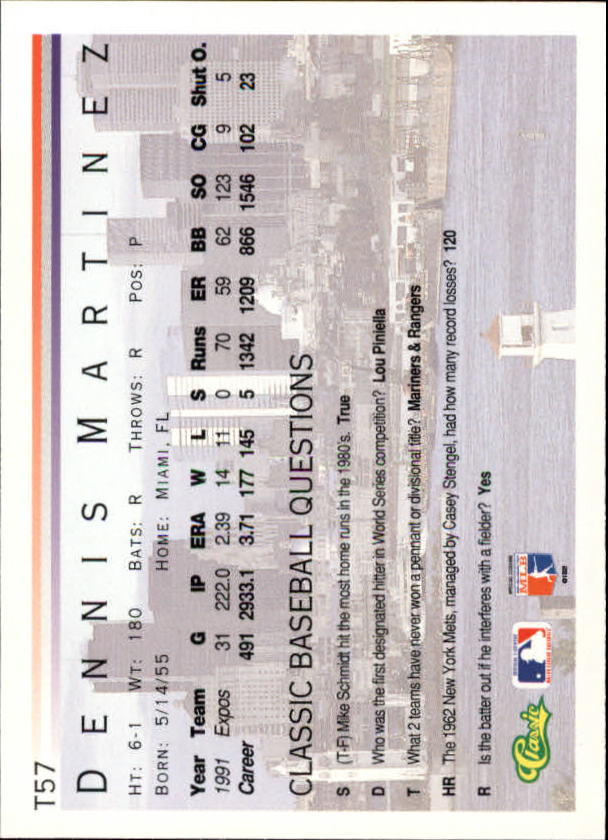 T57
DENNIS MARTINEZ
HT: 6-1 WT: 180 BATS: R THROWS: R POS: P
BORN: 5/14/55 HOME: MIAMI, FL
Year Team G IP ERA W L S Runs ER BB SO CG Shut O.
1991 Expos 31 222.0 2.39 14 11 0 70 59 62 123 9 5
Career 491 2933.1 3.71 177 145 5 1342 1209 866 1546 102 23
CLASSIC BASEBALL QUESTIONS
S (T-F) Mike Schmidt hit the most home runs in the 1980's. True
D Who was the first designated hitter in World Series competition? Lou Piniella
T What 2 teams have never won a pennant or divisional title? Mariners & Rangers
HR The 1962 New York Mets, managed by Casey Stengel, had how many record losses? 120
R Is the batter out if he interferes with a fielder? Yes
Classic
MLB